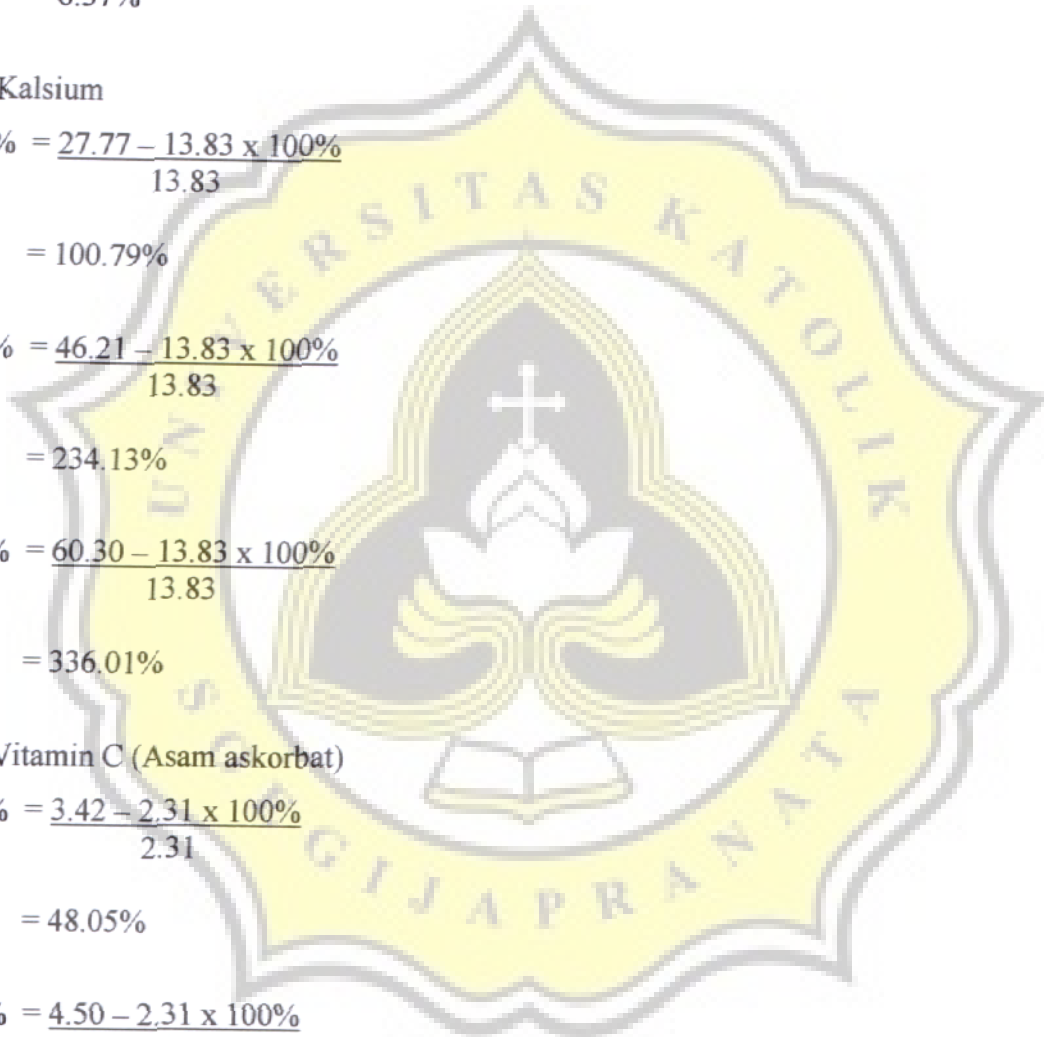 Kalsium
% = 27.77 – 13.83 x 100%
13.83
= 100.79%
% = 46.21 – 13.83 x 100%
13.83
= 234.13%
% = 60.30 – 13.83 x 100%
13.83
= 336.01%
Vitamin C (Asam askorbat)
% = 3.42 – 2.31 x 100%
2.31
= 48.05%
% = 4.50 – 2.31 x 100%
UNIVERSITAS KATOLIK
SOEGIJAPRANATA